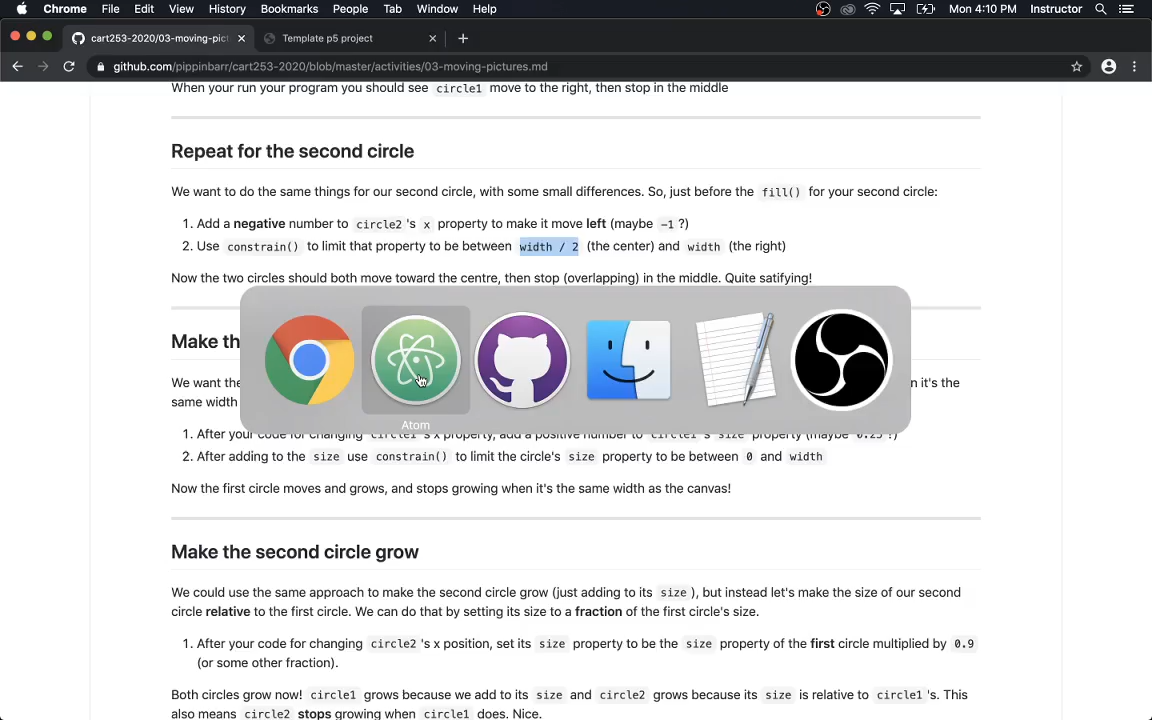 Chrome File Edit View History Bookmarks People Tab Window Help Mon 4:10 PM Instructor
cart253-2020/03-moving-pict Template p5 project
github.com/pippinbarr/cart253-2020/blob/master/activities/03-moving-pictures.md
When your run your program you should see circle1 move to the right, then stop in the middle
Repeat for the second circle
We want to do the same things for our second circle, with some small differences. So, just before the fill() for your second circle:
1. Add a negative number to circle2 's x property to make it move left (maybe -1 ?)
2. Use constrain() to limit that property to be between width / 2 (the center) and width (the right)
Now the two circles should both move toward the centre, then stop (overlapping) in the middle. Quite satifying!
Make th
We want the n it's the
same width
Atom
1. After your code for changing circle1 's x property, add a positive number to circle1 's size property (maybe 0.25 ?)
2. After adding to the size use constrain() to limit the circle's size property to be between 0 and width
Now the first circle moves and grows, and stops growing when it's the same width as the canvas!
Make the second circle grow
We could use the same approach to make the second circle grow (just adding to its size ), but instead let's make the size of our second
circle relative to the first circle. We can do that by setting its size to a fraction of the first circle's size.
1. After your code for changing circle2 's x position, set its size property to be the size property of the first circle multiplied by 0.9
(or some other fraction).
Both circles grow now! circle1 grows because we add to its size and circle2 grows because its size is relative to circle1 's. This
also means circle2 stops growing when circle1 does. Nice.